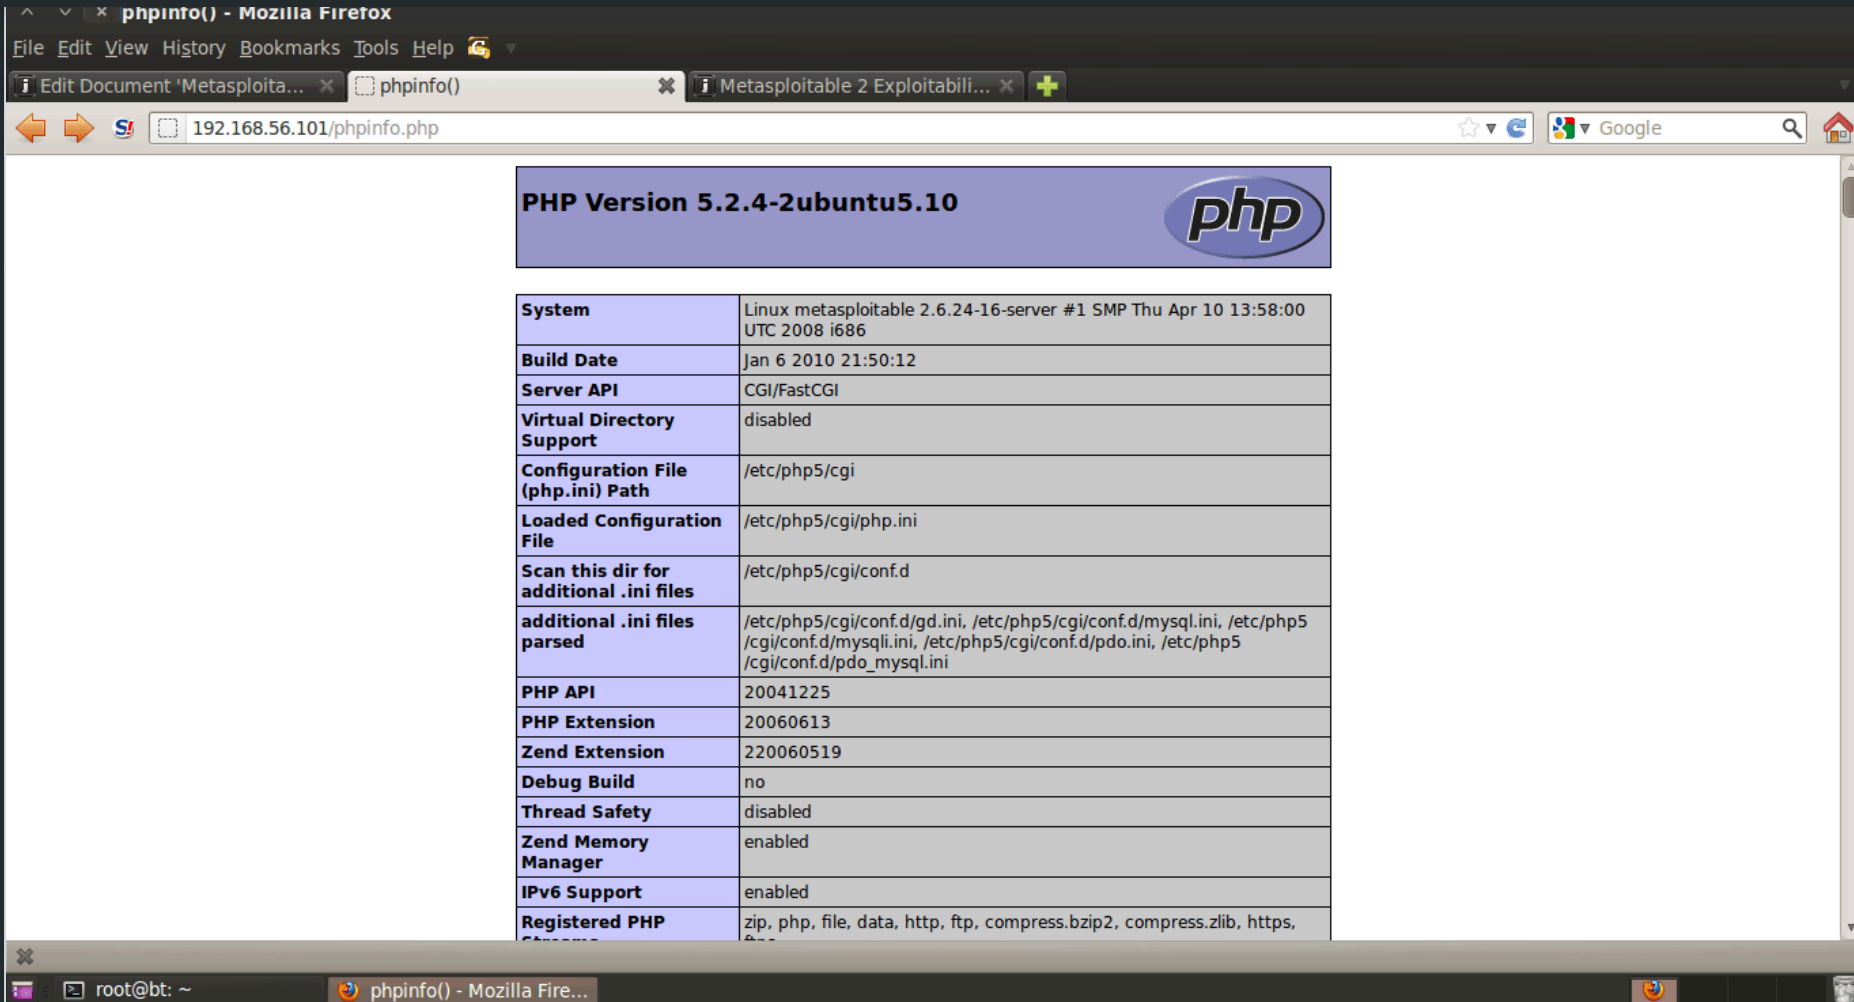 phpinfo() - Mozilla Firefox
File Edit View History Bookmarks Tools Help
Edit Document 'Metasploita... phpinfo() Metasploitable 2 Exploitabili...
192.168.56.101/phpinfo.php Google
PHP Version 5.2.4-2ubuntu5.10
php
System Linux metasploitable 2.6.24-16-server #1 SMP Thu Apr 10 13:58:00
UTC 2008 i686
Build Date Jan 6 2010 21:50:12
Server API CGI/FastCGI
Virtual Directory disabled
Support
Configuration File /etc/php5/cgi
(php.ini) Path
Loaded Configuration /etc/php5/cgi/php.ini
File
Scan this dir for /etc/php5/cgi/conf.d
additional .ini files
additional .ini files /etc/php5/cgi/conf.d/gd.ini, /etc/php5/cgi/conf.d/mysql.ini, /etc/php5
parsed /cgi/conf.d/mysqli.ini, /etc/php5/cgi/conf.d/pdo.ini, /etc/php5
/cgi/conf.d/pdo_mysql.ini
PHP API 20041225
PHP Extension 20060613
Zend Extension 220060519
Debug Build no
Thread Safety disabled
Zend Memory enabled
Manager
IPv6 Support enabled
Registered PHP zip, php, file, data, http, ftp, compress.bzip2, compress.zlib, https,
root@bt: ~ phpinfo() - Mozilla Fire...